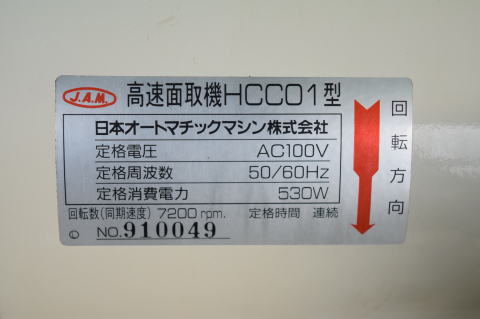 J.A.M. 高速面取機HCC01型
日本オートマチックマシン株式会社
定格電圧 AC100V
定格周波数 50/60Hz
定格消費電力 530W
回転数(同期速度) 7200 rpm. 定格時間 連続
NO. 910049
回転方向